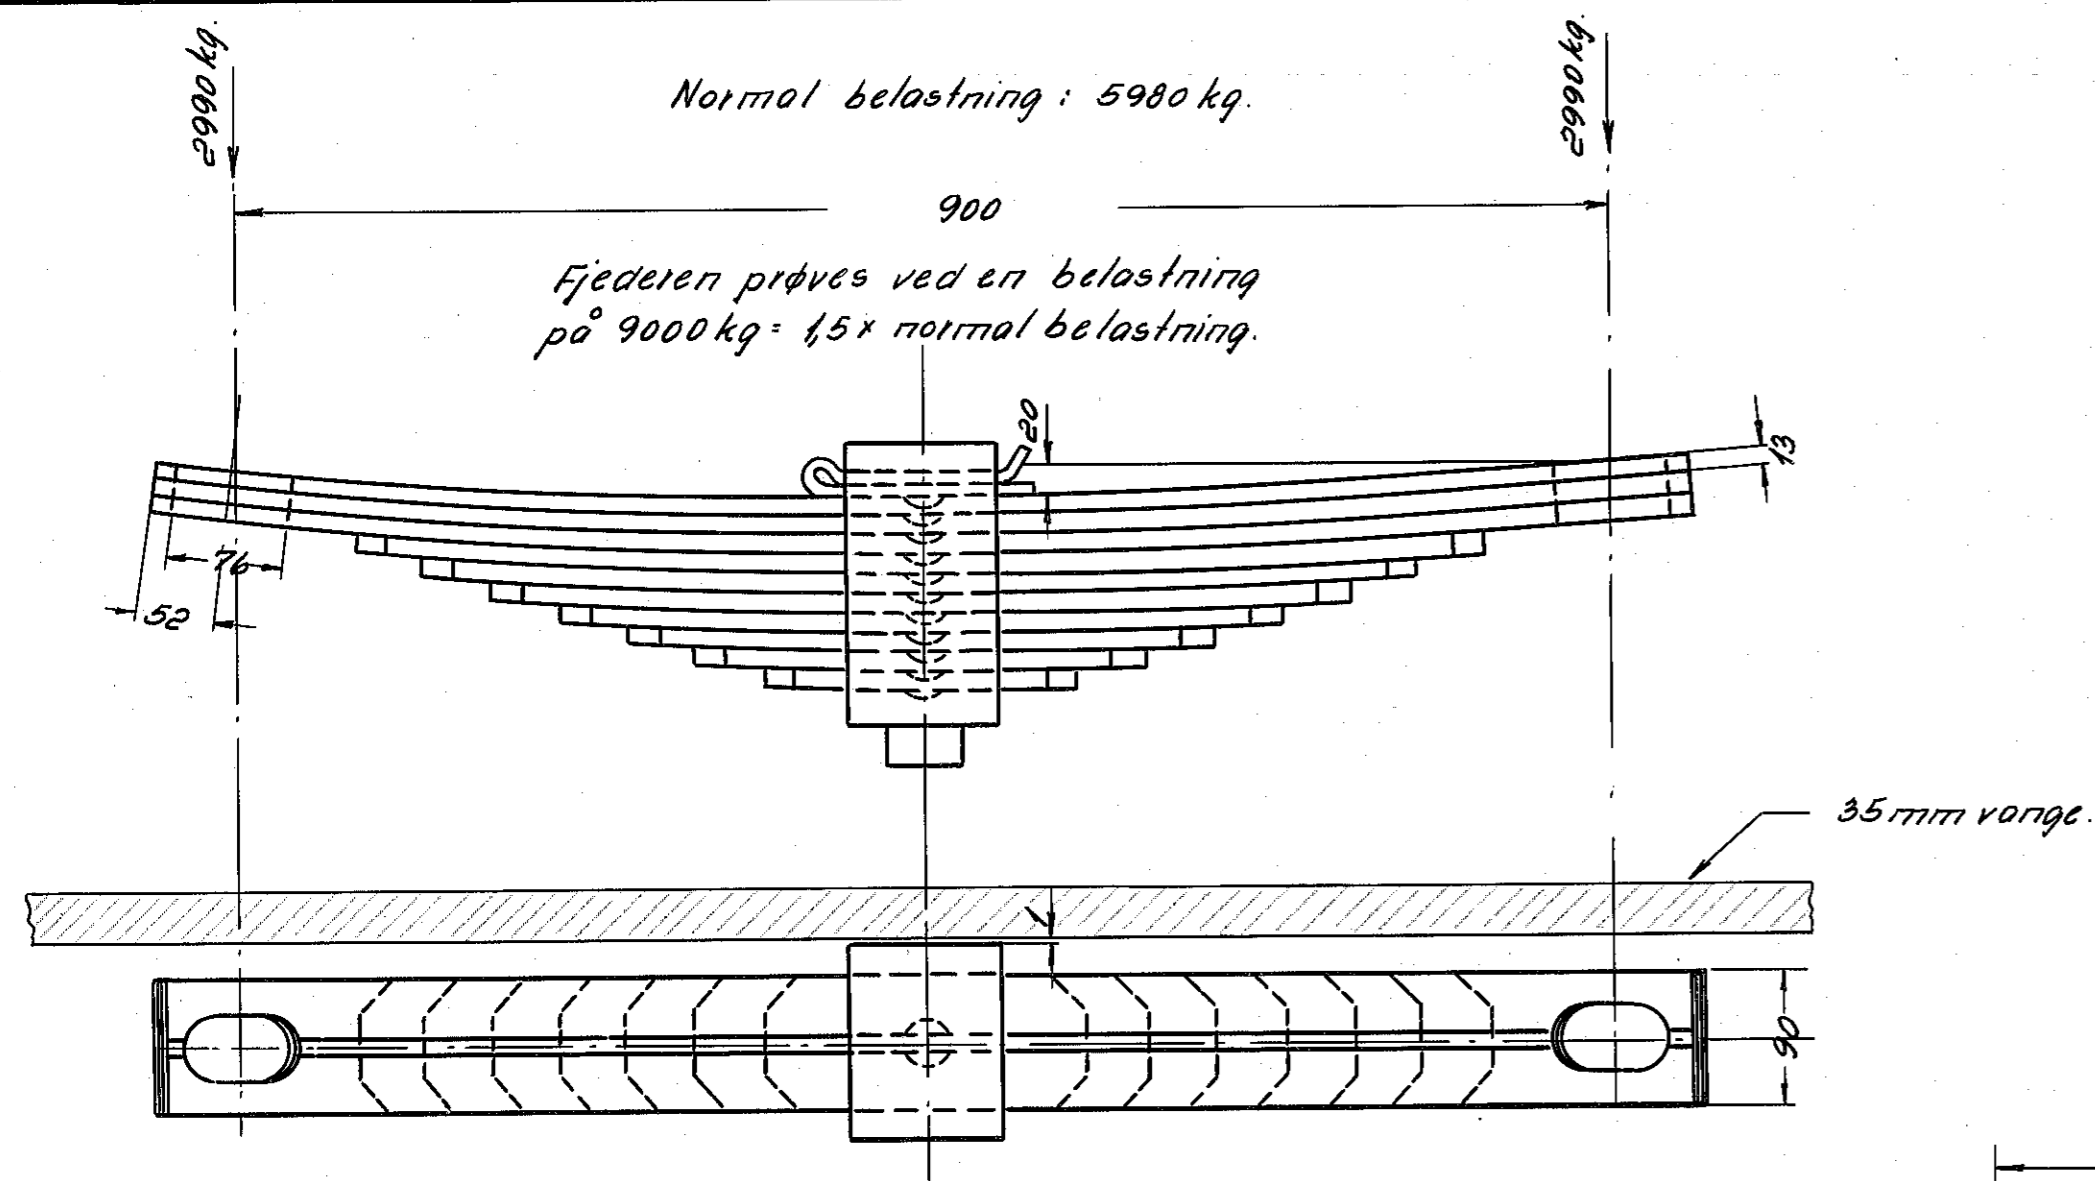 2990 kg.
2990 kg.
Normal belastning : 5980 kg.
900
Fjederen prøves ved en belastning
på 9000 kg = 1,5 x normal belastning.
20
13
76
52
35 mm vange.
1
90